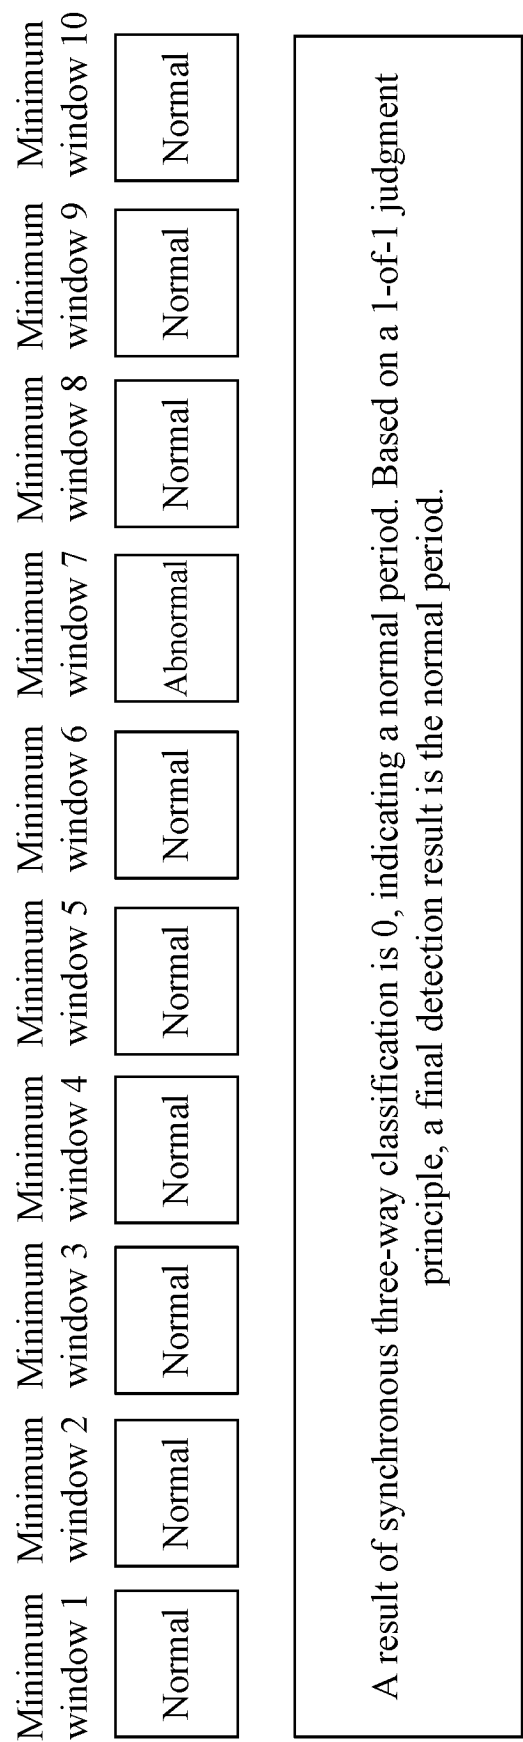 Minimum
window 1
Minimum
window 2
Minimum
window 3
Minimum
window 4
Minimum
window 5
Minimum
window 6
Minimum
window 7
Minimum
window 8
Minimum
window 9
Minimum
window 10
Normal
Normal
Normal
Normal
Normal
Normal
Abnormal
Normal
Normal
Normal
A result of synchronous three-way classification is 0, indicating a normal period. Based on a 1-of-1 judgment
principle, a final detection result is the normal period.